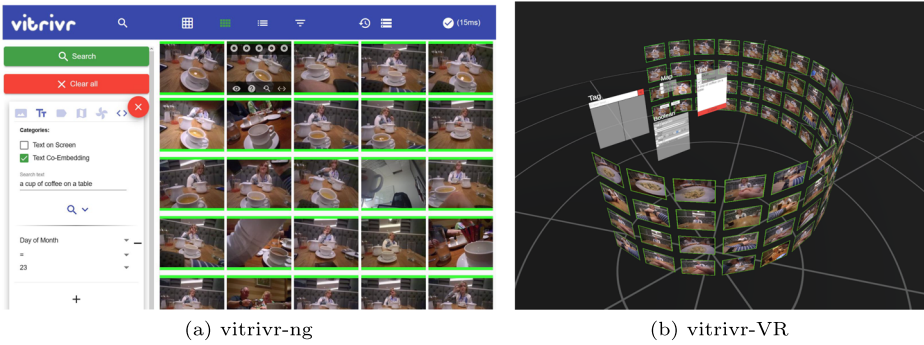 vitrivr
(15ms)
Search
Clear all
Categories:
Text on Screen
Text Co-Embedding
Search text
a cup of coffee on a table
Day of Month
=
23
+
Tag
Map
Boolean
(a) vitrivr-ng
(b) vitrivr-VR